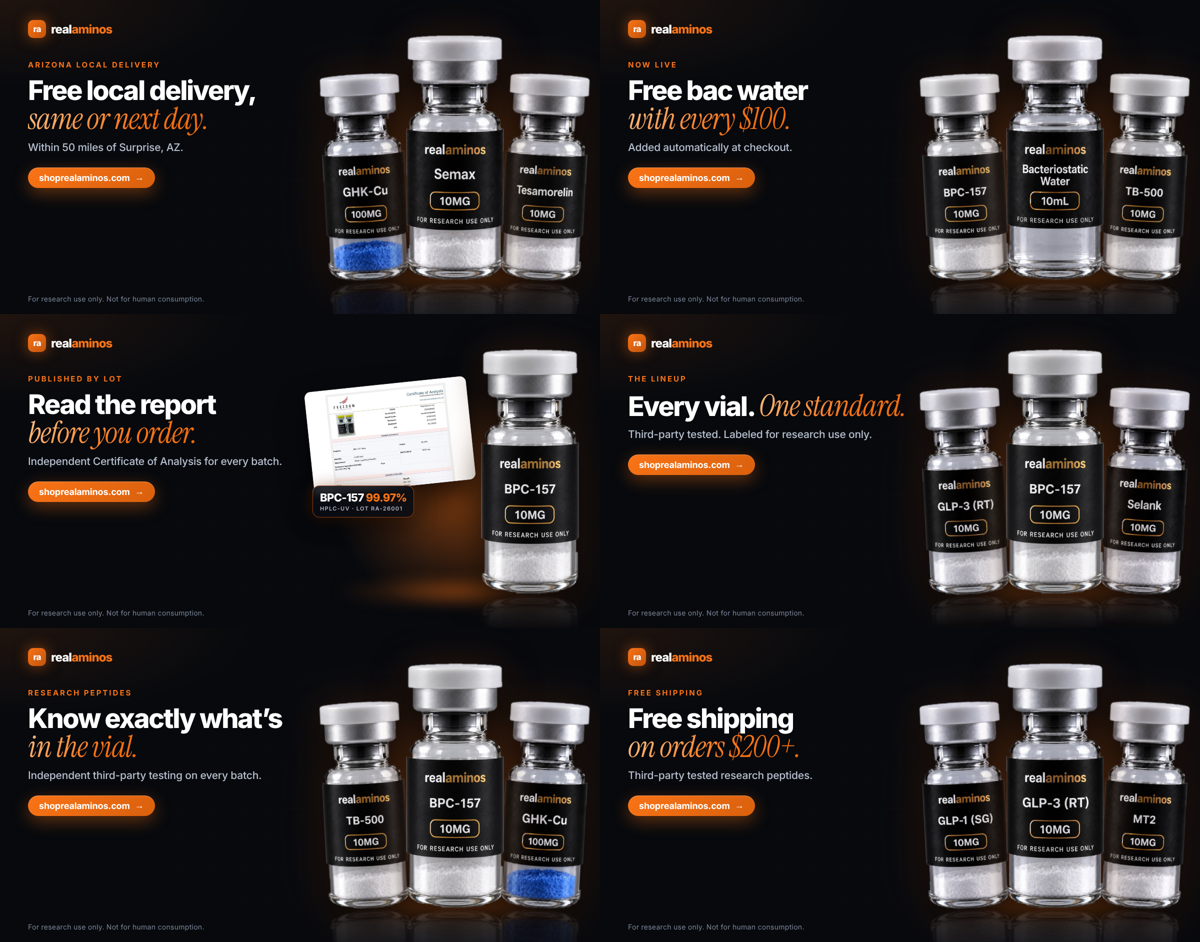 ra realaminos
ARIZONA LOCAL DELIVERY
Free local delivery,
same or next day.
Within 50 miles of Surprise, AZ.
shoprealaminos.com →
For research use only. Not for human consumption.
realaminos
GHK-Cu
100MG
FOR RESEARCH USE ONLY
realaminos
Semax
10MG
FOR RESEARCH USE ONLY
realaminos
Tesamorelin
10MG
FOR RESEARCH USE ONLY
ra realaminos
NOW LIVE
Free bac water
with every $100.
Added automatically at checkout.
shoprealaminos.com →
For research use only. Not for human consumption.
realaminos
BPC-157
10MG
FOR RESEARCH USE ONLY
realaminos
Bacteriostatic
Water
10mL
FOR RESEARCH USE ONLY
realaminos
TB-500
10MG
FOR RESEARCH USE ONLY
ra realaminos
PUBLISHED BY LOT
Read the report
before you order.
Independent Certificate of Analysis for every batch.
shoprealaminos.com →
For research use only. Not for human consumption.
Certificate of Analysis
BPC-157 99.97%
HPLC-UV · LOT RA-26001
realaminos
BPC-157
10MG
FOR RESEARCH USE ONLY
ra realaminos
THE LINEUP
Every vial. One standard.
Third-party tested. Labeled for research use only.
shoprealaminos.com →
For research use only. Not for human consumption.
realaminos
GLP-3 (RT)
10MG
FOR RESEARCH USE ONLY
realaminos
BPC-157
10MG
FOR RESEARCH USE ONLY
realaminos
Selank
10MG
FOR RESEARCH USE ONLY
ra realaminos
RESEARCH PEPTIDES
Know exactly what's
in the vial.
Independent third-party testing on every batch.
shoprealaminos.com →
For research use only. Not for human consumption.
realaminos
TB-500
10MG
FOR RESEARCH USE ONLY
realaminos
BPC-157
10MG
FOR RESEARCH USE ONLY
realaminos
GHK-Cu
100MG
FOR RESEARCH USE ONLY
ra realaminos
FREE SHIPPING
Free shipping
on orders $200+.
Third-party tested research peptides.
shoprealaminos.com →
For research use only. Not for human consumption.
realaminos
GLP-1 (SG)
10MG
FOR RESEARCH USE ONLY
realaminos
GLP-3 (RT)
10MG
FOR RESEARCH USE ONLY
realaminos
MT2
10MG
FOR RESEARCH USE ONLY